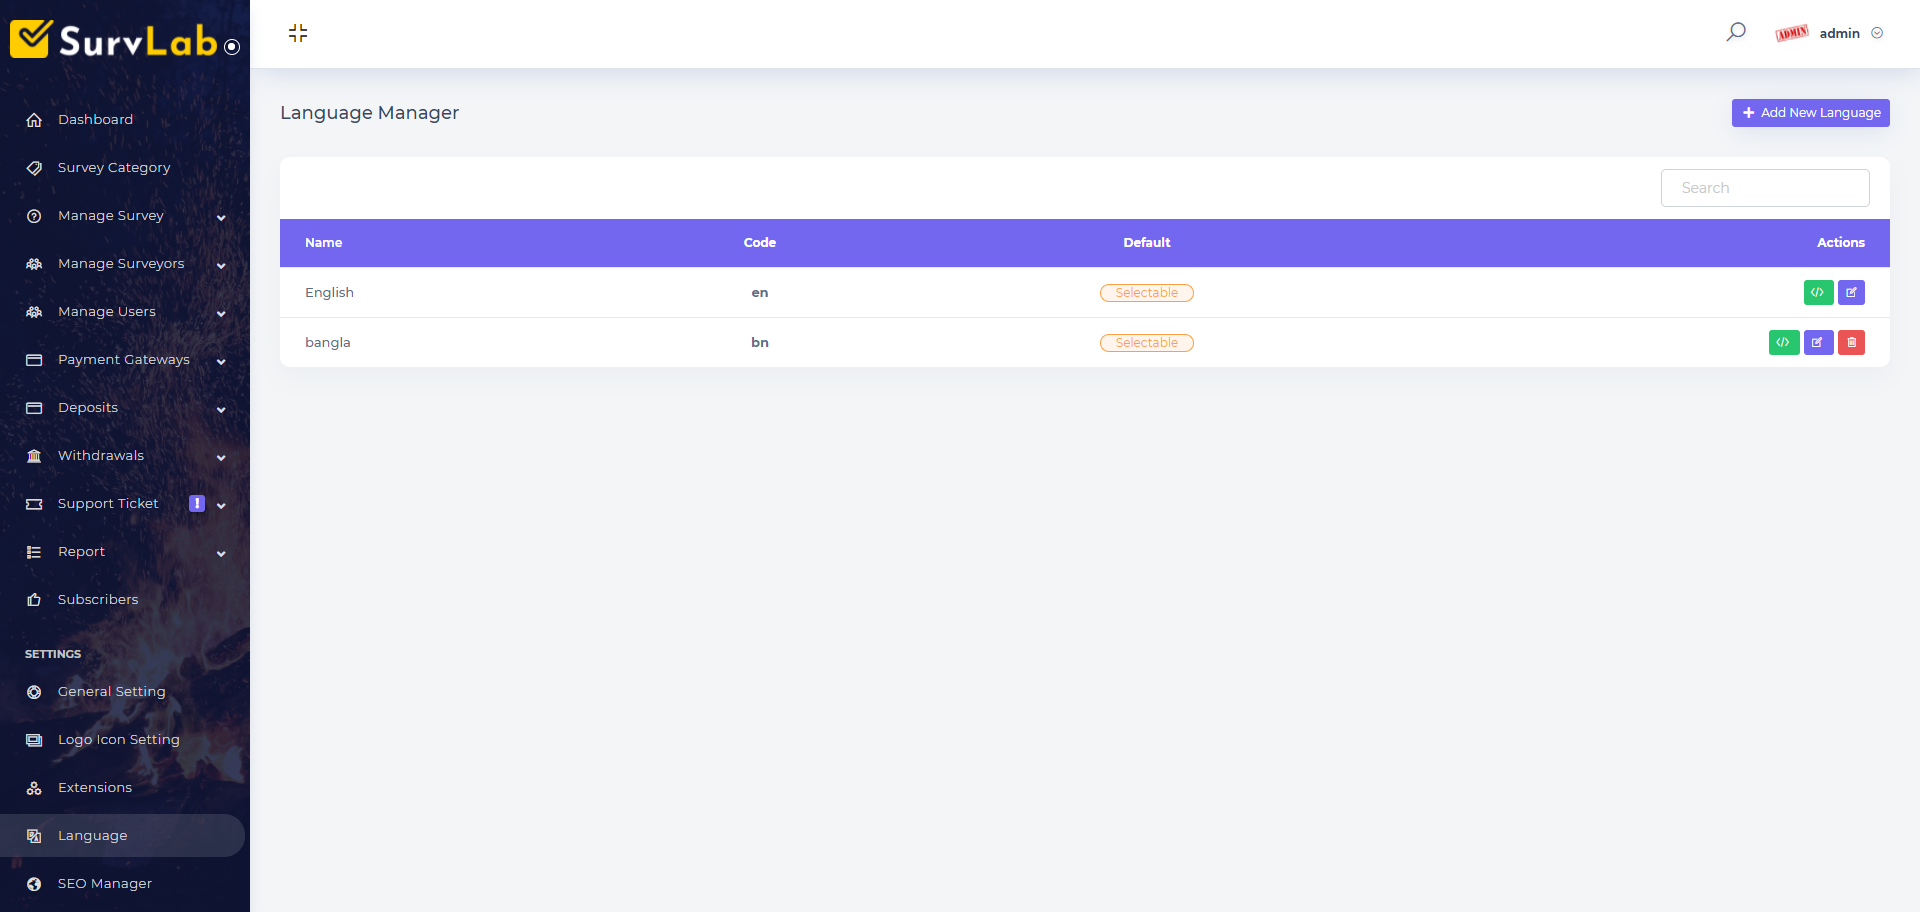 SurvLab
ADMIN
admin
Dashboard
Survey Category
Manage Survey
Manage Surveyors
Manage Users
Payment Gateways
Deposits
Withdrawals
Support Ticket
Report
Subscribers
SETTINGS
General Setting
Logo Icon Setting
Extensions
Language
SEO Manager
Language Manager
Add New Language
Search
Name Code Default Actions
English en Selectable
bangla bn Selectable